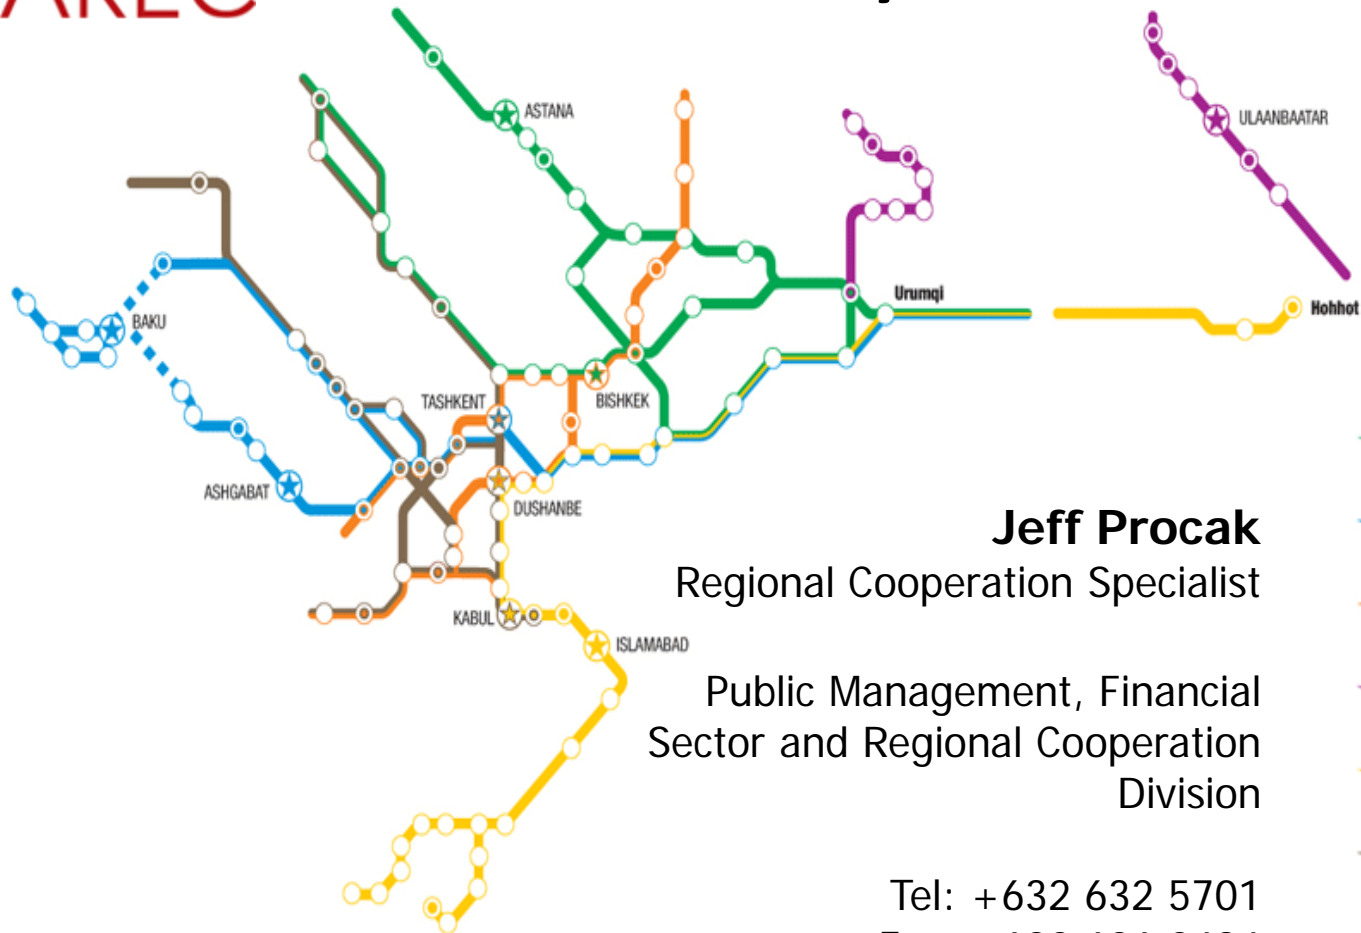 ASTANA
ULAANBAATAR
Urumqi
Hohhot
BAKU
TASHKENT
BISHKEK
ASHGABAT
DUSHANBE
Jeff Procak
Regional Cooperation Specialist
KABUL
ISLAMABAD
Public Management, Financial
Sector and Regional Cooperation
Division
Tel: +632 632 5701